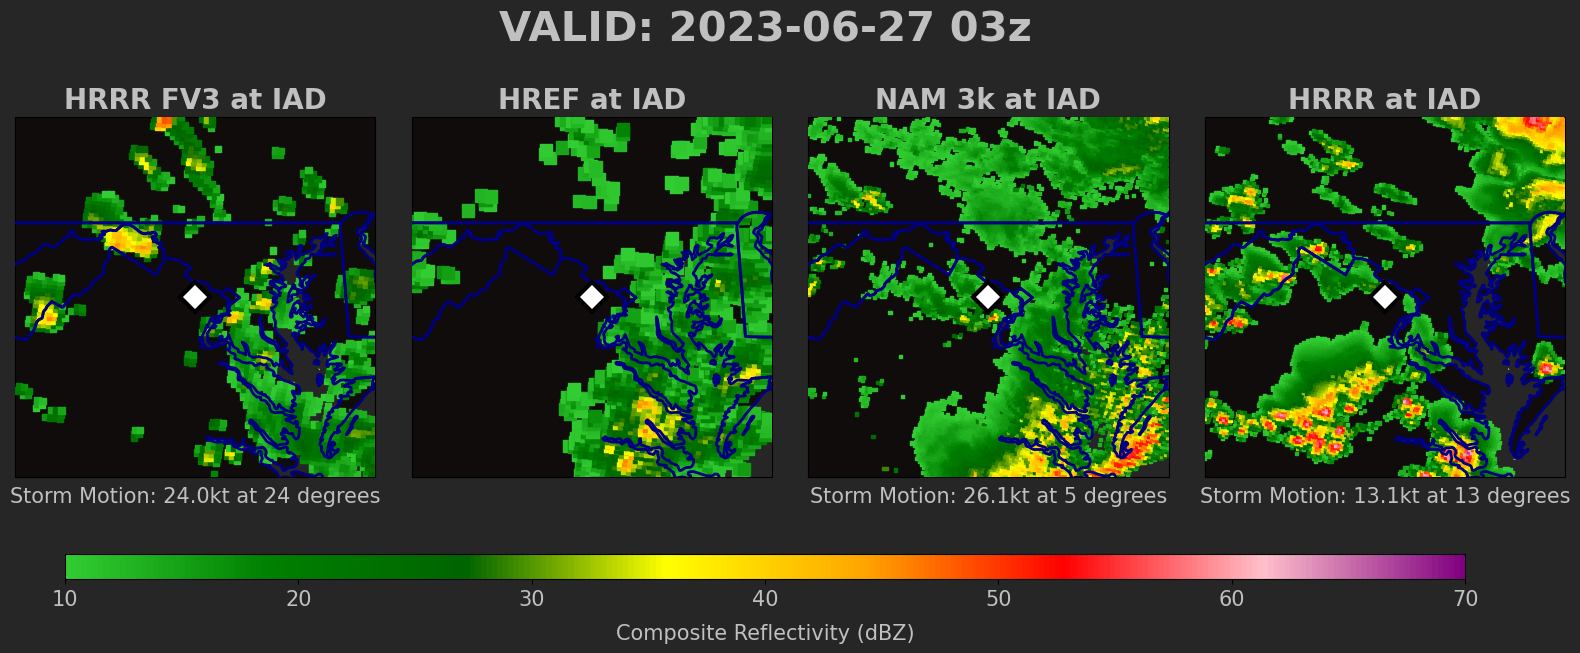 VALID: 2023-06-27 03z
HRRR FV3 at IAD
HREF at IAD
NAM 3k at IAD
HRRR at IAD
Storm Motion: 24.0kt at 24 degrees
Storm Motion: 26.1kt at 5 degrees
Storm Motion: 13.1kt at 13 degrees
10 20 30 40 50 60 70
Composite Reflectivity (dBZ)